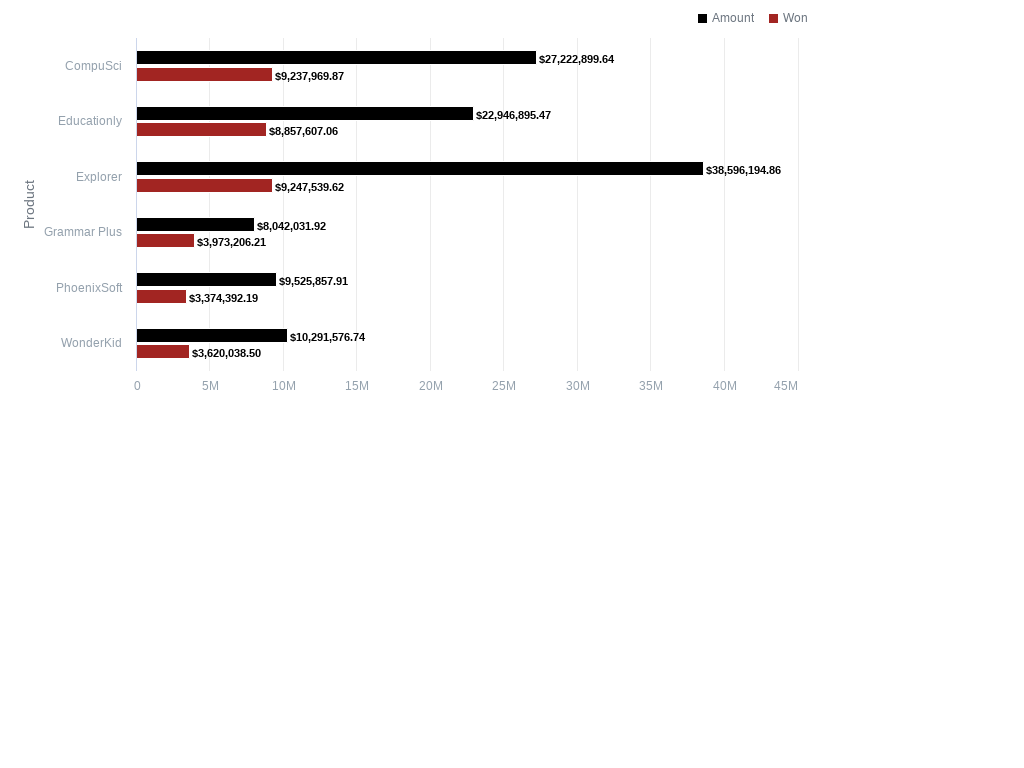 Amount Won
CompuSci $27,222,899.64
$9,237,969.87
Educationly $22,946,895.47
$8,857,607.06
Explorer $38,596,194.86
$9,247,539.62
Product
Grammar Plus $8,042,031.92
$3,973,206.21
PhoenixSoft $9,525,857.91
$3,374,392.19
WonderKid $10,291,576.74
$3,620,038.50
0 5M 10M 15M 20M 25M 30M 35M 40M 45M